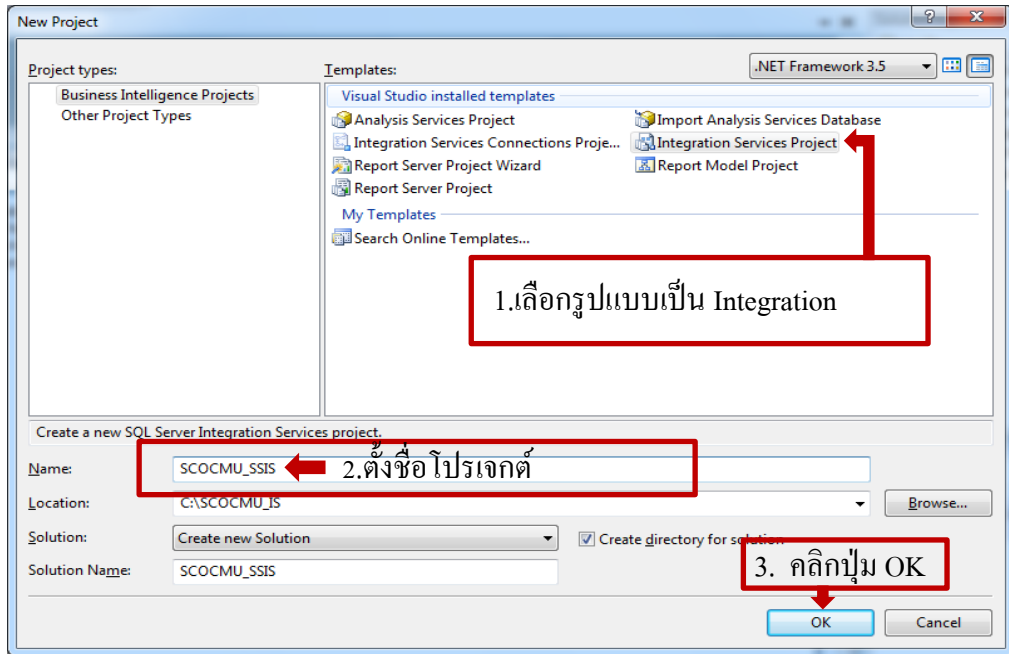 New Project
Project types:
Templates:
.NET Framework 3.5
Business Intelligence Projects
Other Project Types
Visual Studio installed templates
Analysis Services Project
Import Analysis Services Database
Integration Services Connections Proje...
Integration Services Project
Report Server Project Wizard
Report Model Project
Report Server Project
My Templates
Search Online Templates...
1.เลือกรูปแบบเป็น Integration
Create a new SQL Server Integration Services project.
Name:
SCOCMU_SSIS
2.ตั้งชื่อโปรเจกต์
Location:
C:\SCOCMU_IS
Browse...
Solution:
Create new Solution
Create directory for solution
Solution Name:
SCOCMU_SSIS
3. คลิกปุ่ม OK
OK
Cancel